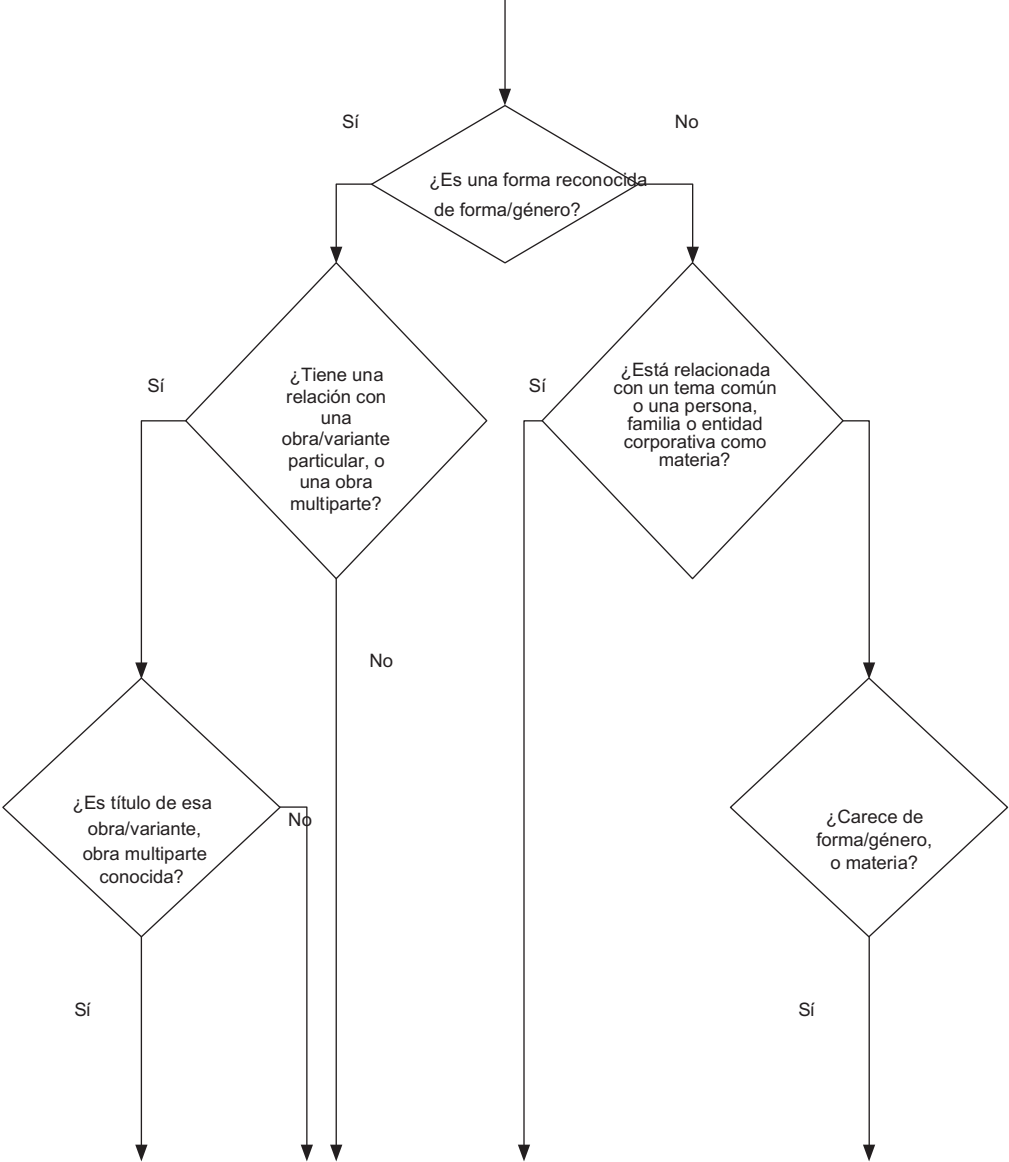 Sí
No
¿Es una forma reconocida
de forma/género?
Sí
¿Tiene una
relación con
una
obra/variante
particular, o
una obra
multiparte?
Sí
¿Está relacionada
con un tema común
o una persona,
familia o entidad
corporativa como
materia?
No
¿Es título de esa
obra/variante,
obra multiparte
conocida?
No
¿Carece de
forma/género,
o materia?
Sí
Sí